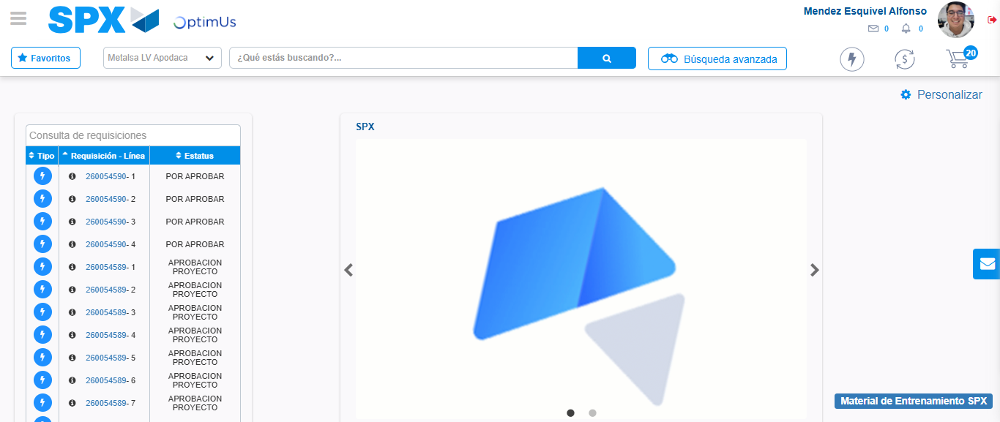 SPX
OptimUs
Mendez Esquivel Alfonso
0
0
Favoritos
Metalsa LV Apodaca
¿Qué estás buscando?...
Búsqueda avanzada
20
Personalizar
Consulta de requisiciones
Tipo Requisición - Línea Estatus
260054590- 1 POR APROBAR
260054590- 2 POR APROBAR
260054590- 3 POR APROBAR
260054590- 4 POR APROBAR
260054589- 1 APROBACION PROYECTO
260054589- 2 APROBACION PROYECTO
260054589- 3 APROBACION PROYECTO
260054589- 4 APROBACION PROYECTO
260054589- 5 APROBACION PROYECTO
260054589- 6 APROBACION PROYECTO
260054589- 7 APROBACION PROYECTO
SPX
Material de Entrenamiento SPX